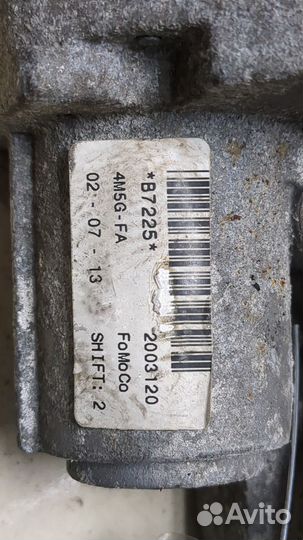 *B7225* 2003120
4M5G-FA FoMoCo
02 - 07 - 13 SHIFT: 2
Avito